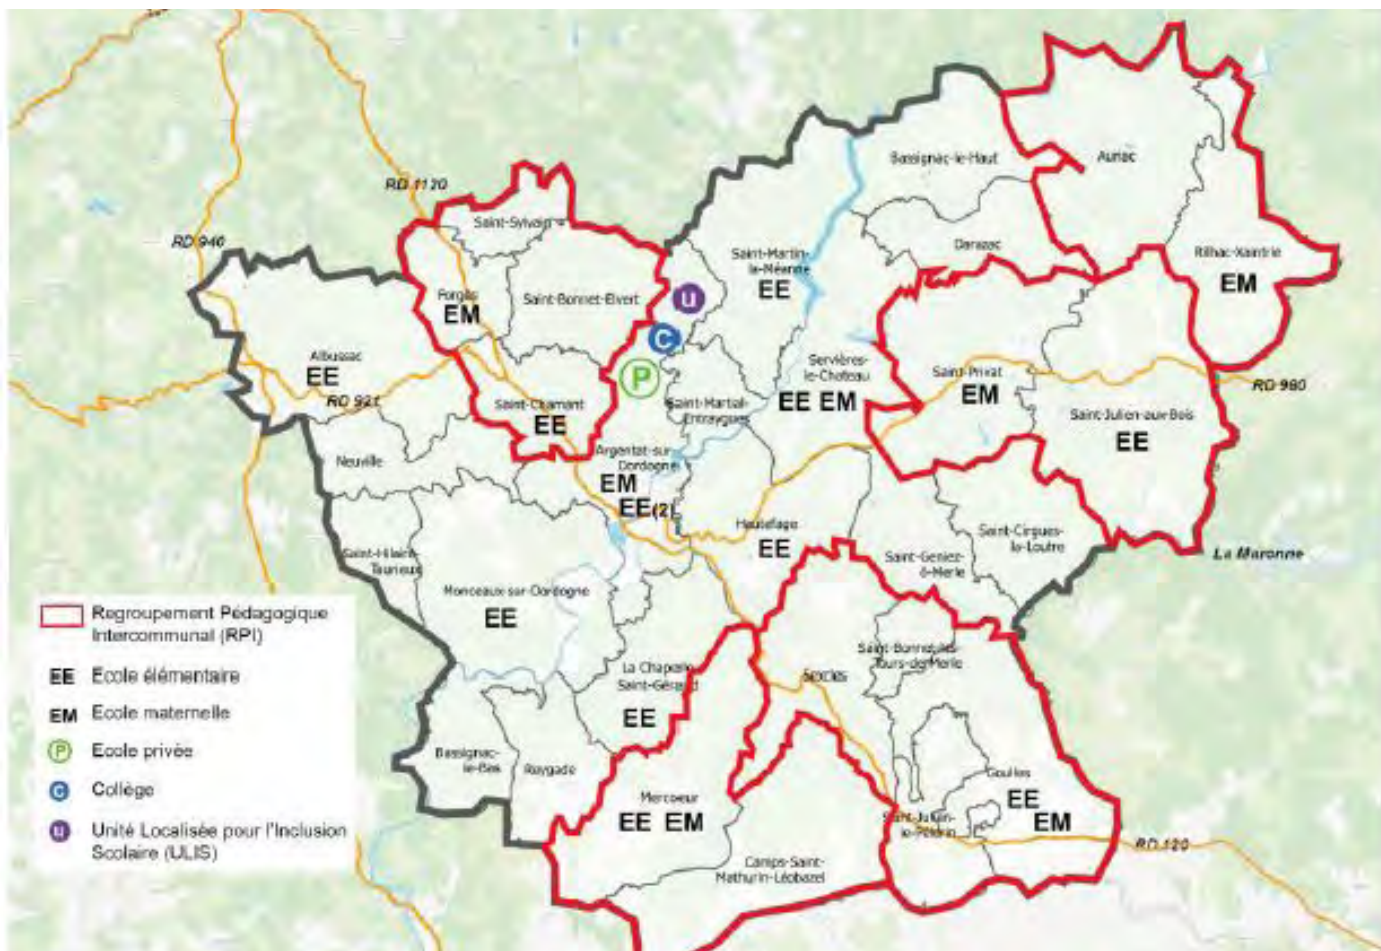 Auriac
Bassignac-le-Haut
RD 1120
Saint-Sylvain
RD 940
Darazac
Saint-Martin-
la-Méanne
EE
Rilhac-Xaintrie
EM
Forgès
EM
Saint-Bonnet-Elvert
u
C
P
Albussac
EE
Servières-
le-Chateau
EE EM
Saint-Privat
EM
RD 980
RD 921
Saint-Chamant
EE
Saint-Martial-
Entraygues
Saint-Julien-aux-Bois
EE
Neuville
Argentat-sur-
Dordogne
EM
EE(2)
Hautefage
EE
Saint-Cirgues-
la-Loutre
Saint-Hilaire-
Taurieux
Saint-Geniez-
ô-Merle
La Maronne
Monceaux-sur-Dordogne
EE
Saint-Bonnet-les-
Tours-de-Merle
La Chapelle
Saint-Géraud
EE
Sexcles
Bassignac-
le-Bas
Reygade
Goulles
EE
EM
Mercoeur
EE EM
Saint-Julien-
le-Pèlerin
RD 120
Camps-Saint-
Mathurin-Léobazel
Regroupement Pédagogique
Intercommunal (RPI)
EE Ecole élémentaire
EM Ecole maternelle
P Ecole privée
C Collège
u Unité Localisée pour l'Inclusion
Scolaire (ULIS)